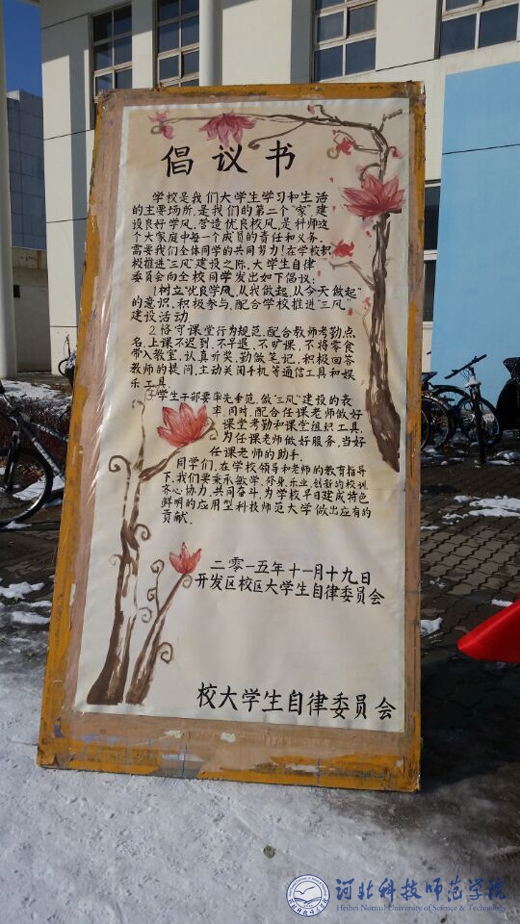 倡议书
学校是我们大学生学习和生活
的主要场所,是我们的第二个“家”,建
设良好学风,营造优良校风,是科师这
个大家庭中每一个成员的责任和义务,
需要我们全体同学的共同努力!在学校积
极推进“三风”建设之际,大学生自律
委员会向全校同学发出如下倡议:
1.树立“优良学风,从我做起,从今天做起”
的意识,积极参与、配合学校推进“三风”
建设活动。
2.恪守课堂行为规范,配合教师考勤点
名,上课不迟到、不早退、不旷课、不将零食
带入教室,认真听奖,勤做笔记,积极回答
教师的提问,主动关闭手机等通信工具和娱
乐工具。
3.学生干部要率先垂范,做“三风”建设的表
率,同时,配合任课老师做好
课堂考勤和课堂组织工具,
为任课老师做好服务,当好
任课老师的助手。
同学们,在学校领导和老师的教育指导
下,我们要秉承敬学、修身、乐业、创新的校训
齐心协力,共同奋斗,为学校早日建成特色
鲜明的应用型科技师范大学做出应有的
贡献。
二零一五年十一月十九日
开发区校区大学生自律委员会
校大学生自律委员会
河北科技师范学院
Hebei Normal University of Science & Technology